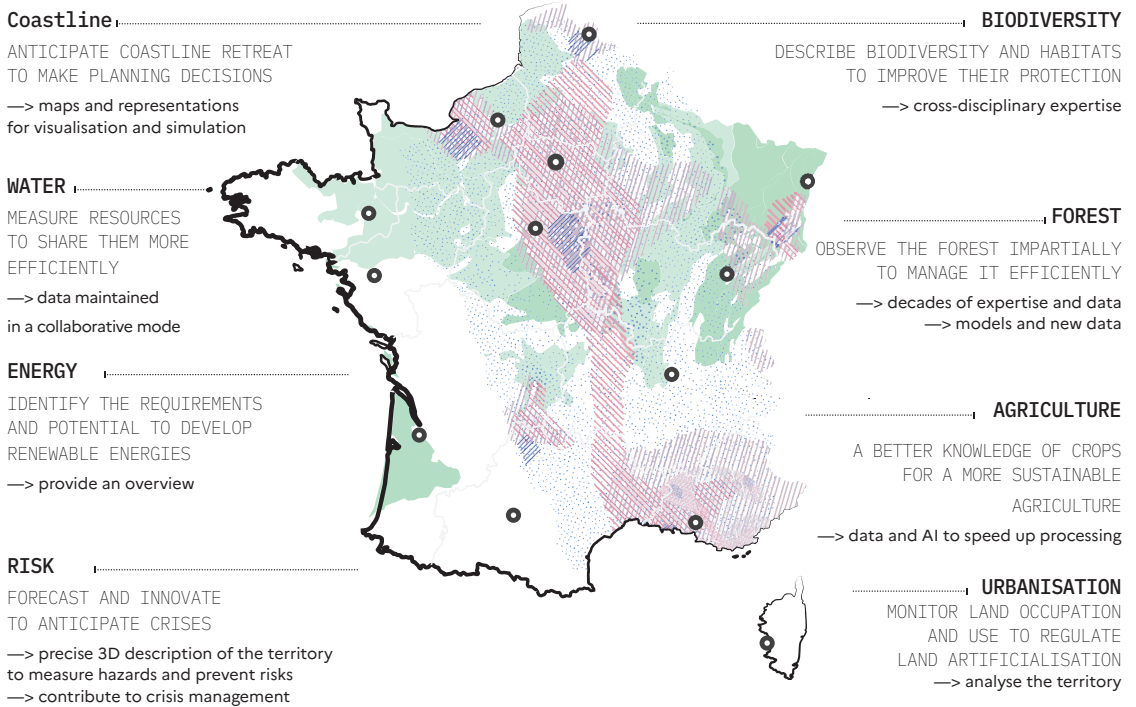 Coastline
ANTICIPATE COASTLINE RETREAT
TO MAKE PLANNING DECISIONS
—> maps and representations
for visualisation and simulation
WATER
MEASURE RESOURCES
TO SHARE THEM MORE
EFFICIENTLY
—> data maintained
in a collaborative mode
ENERGY
IDENTIFY THE REQUIREMENTS
AND POTENTIAL TO DEVELOP
RENEWABLE ENERGIES
—> provide an overview
RISK
FORECAST AND INNOVATE
TO ANTICIPATE CRISES
—> precise 3D description of the territory
to measure hazards and prevent risks
—> contribute to crisis management
BIODIVERSITY
DESCRIBE BIODIVERSITY AND HABITATS
TO IMPROVE THEIR PROTECTION
—> cross-disciplinary expertise
FOREST
OBSERVE THE FOREST IMPARTIALLY
TO MANAGE IT EFFICIENTLY
—> decades of expertise and data
—> models and new data
AGRICULTURE
A BETTER KNOWLEDGE OF CROPS
FOR A MORE SUSTAINABLE
AGRICULTURE
—> data and AI to speed up processing
URBANISATION
MONITOR LAND OCCUPATION
AND USE TO REGULATE
LAND ARTIFICIALISATION
—> analyse the territory